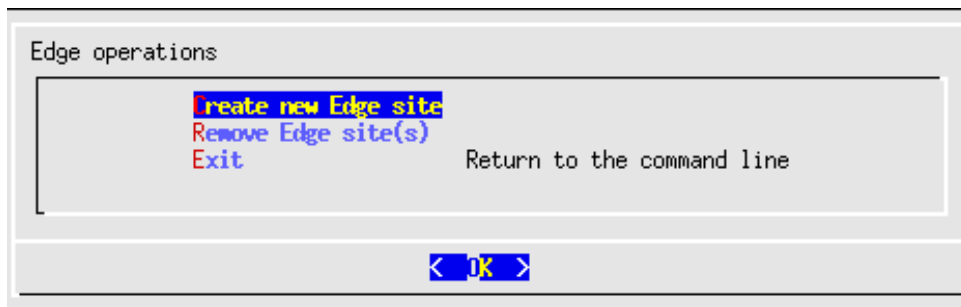 Edge operations
Create new Edge site
Remove Edge site(s)
Exit Return to the command line
< OK >